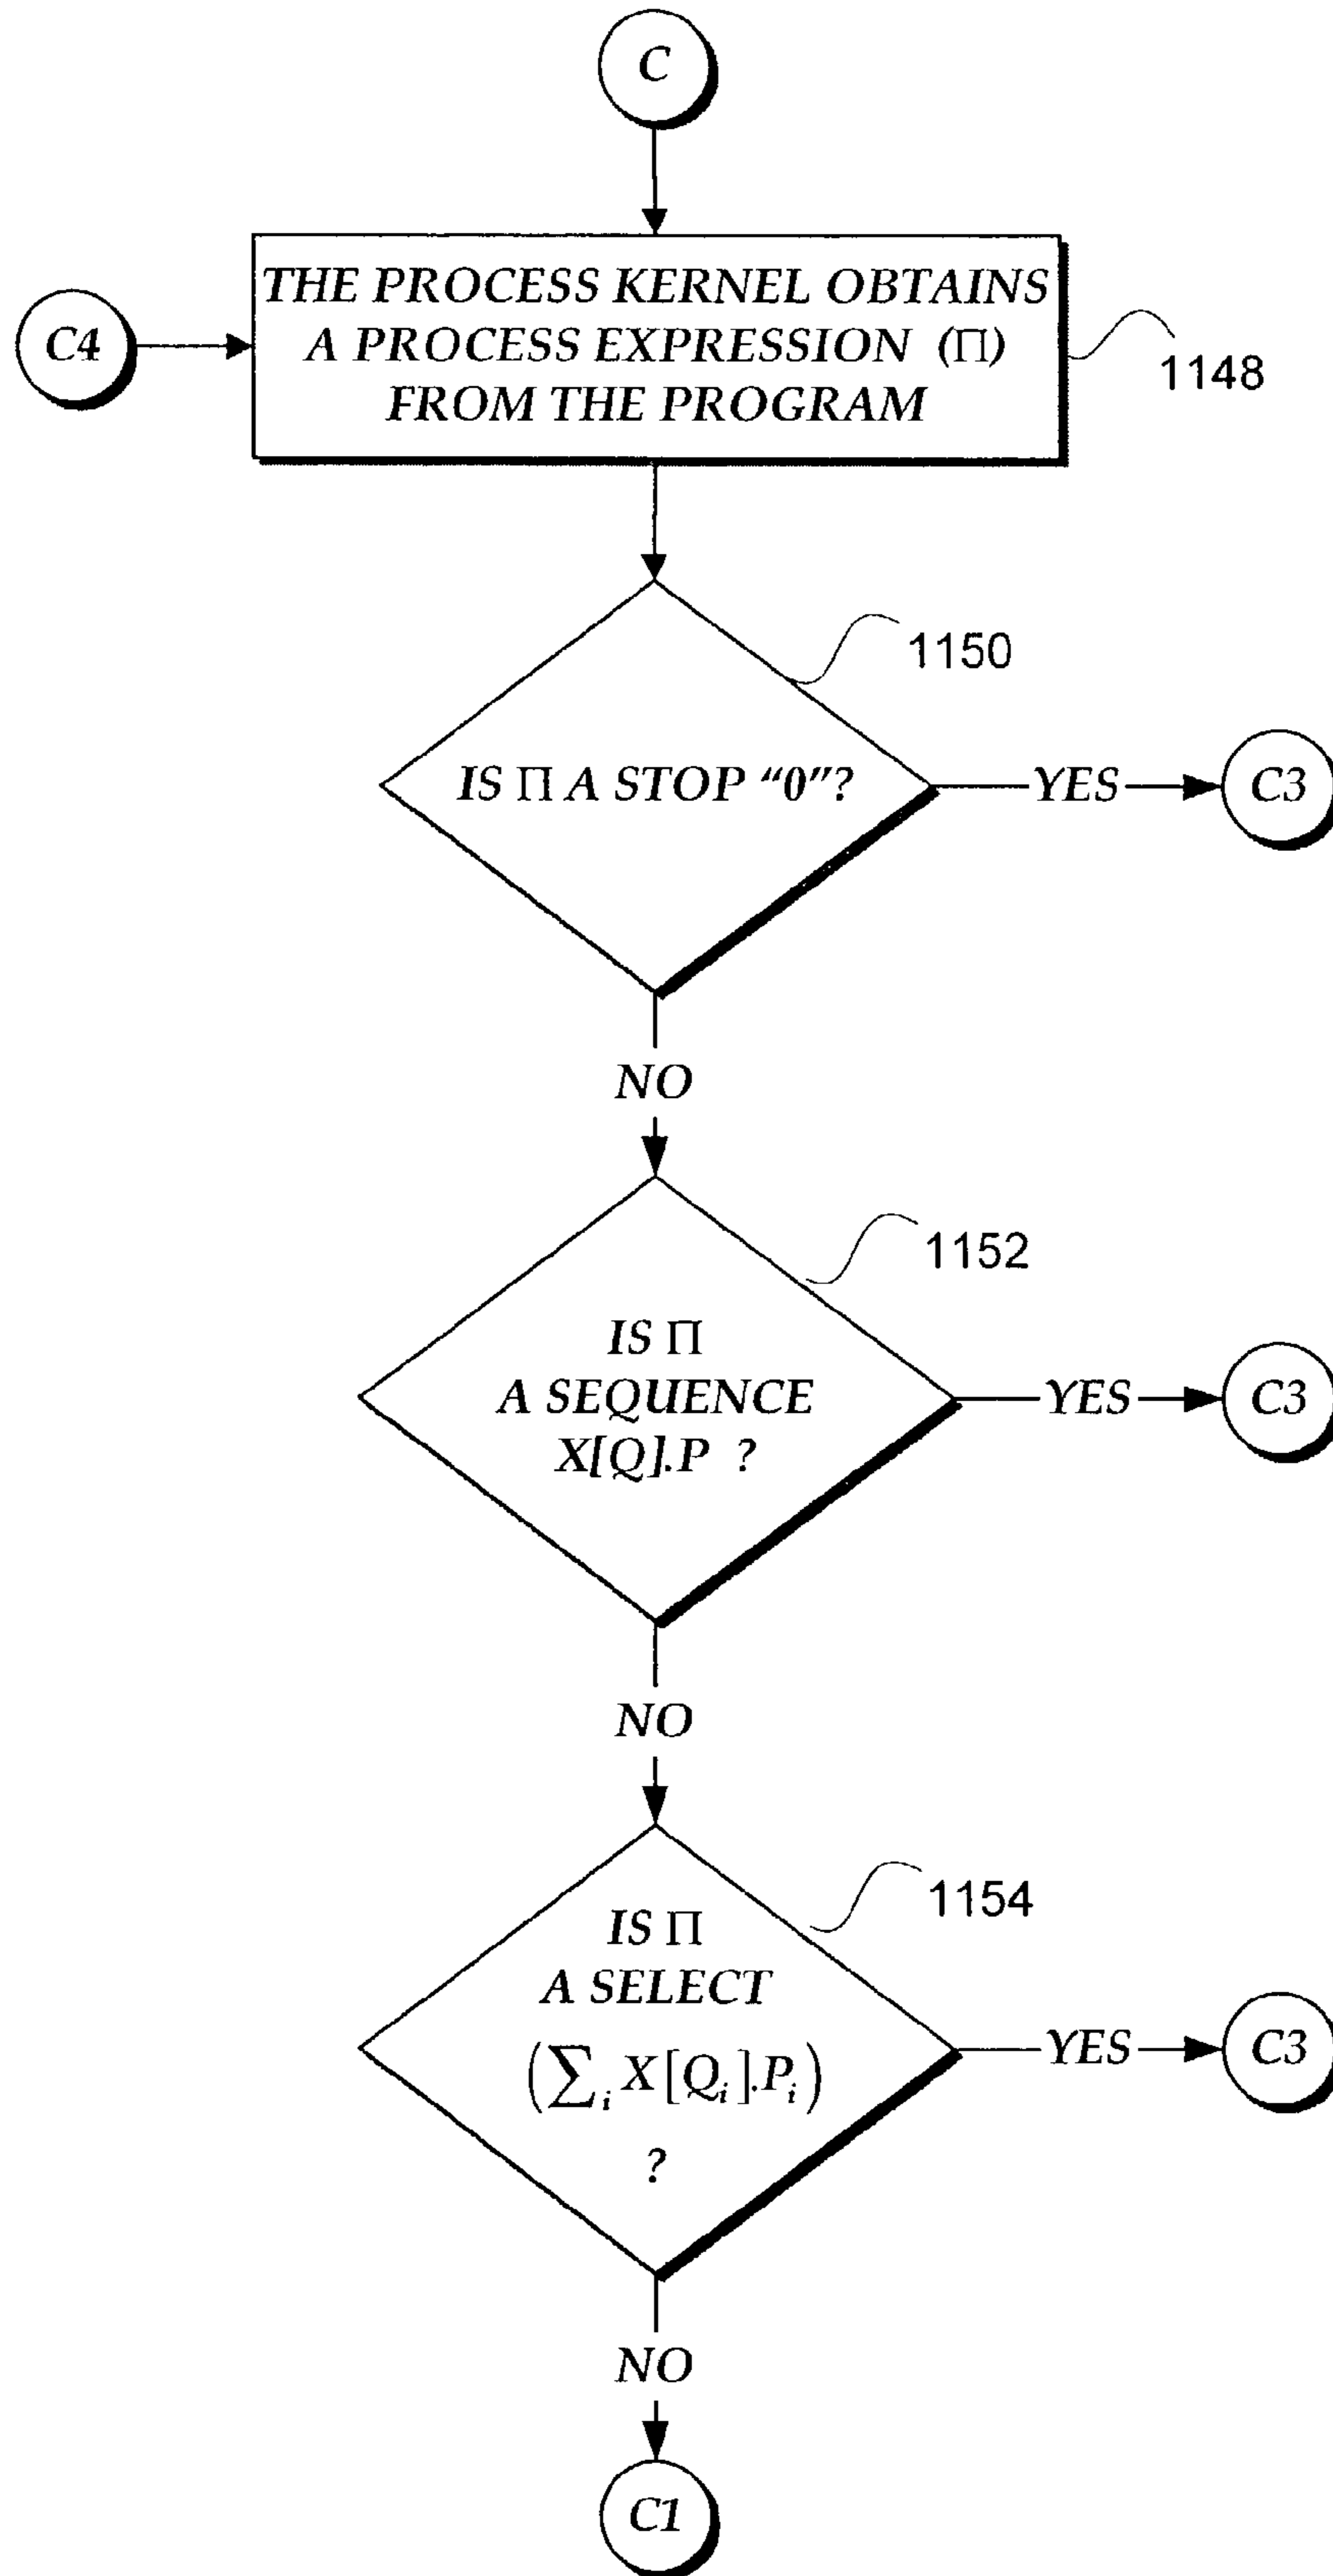 C
THE PROCESS KERNEL OBTAINS
A PROCESS EXPRESSION (Π)
FROM THE PROGRAM
C4
1148
1150
IS Π A STOP “0”?
YES
C3
NO
1152
IS Π
A SEQUENCE
X[Q].P ?
YES
C3
NO
1154
IS Π
A SELECT
(∑ᵢ X[Qᵢ].Pᵢ)
?
YES
C3
NO
C1